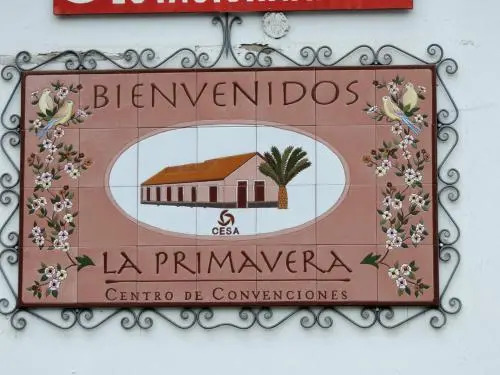 BIENVENIDOS
CESA
LA PRIMAVERA
CENTRO DE CONVENCIONES